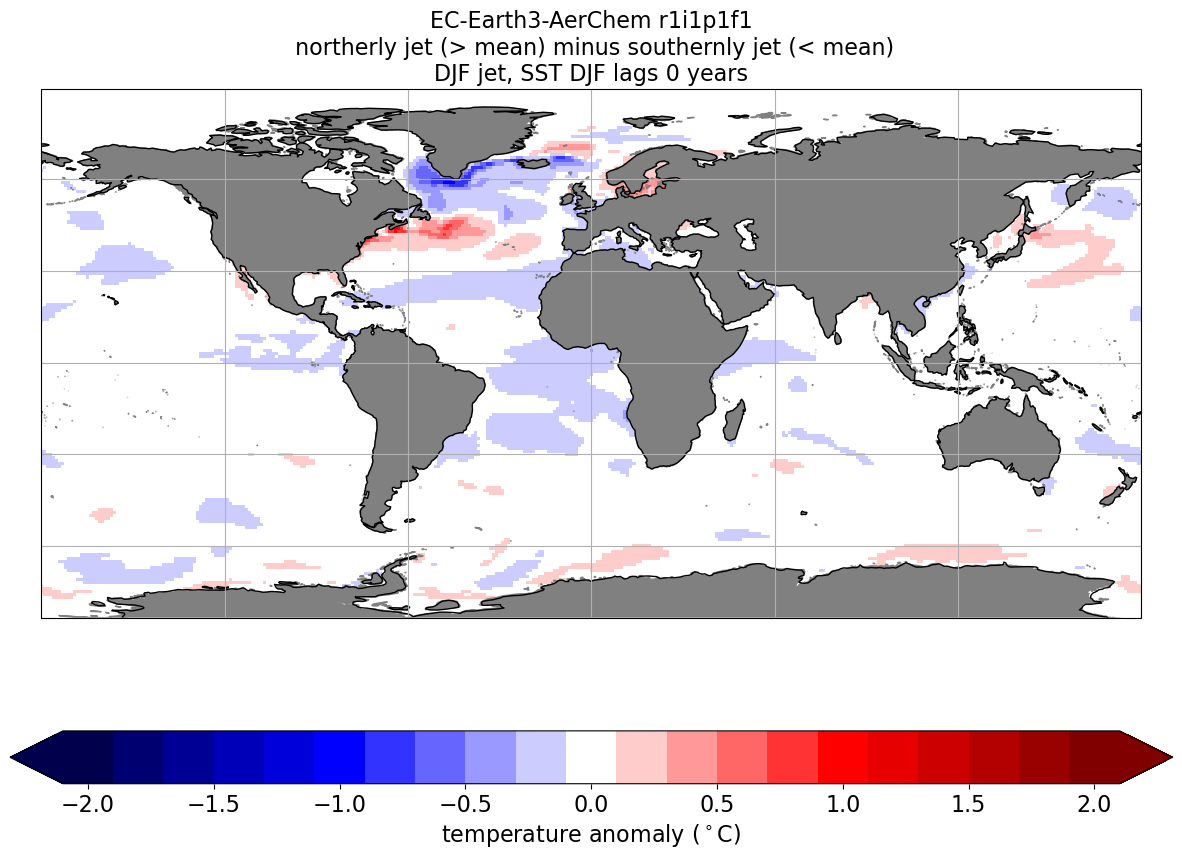 EC-Earth3-AerChem r1i1p1f1
northerly jet (> mean) minus southernly jet (< mean)
DJF jet, SST DJF lags 0 years
−2.0 −1.5 −1.0 −0.5 0.0 0.5 1.0 1.5 2.0
temperature anomaly (°C)